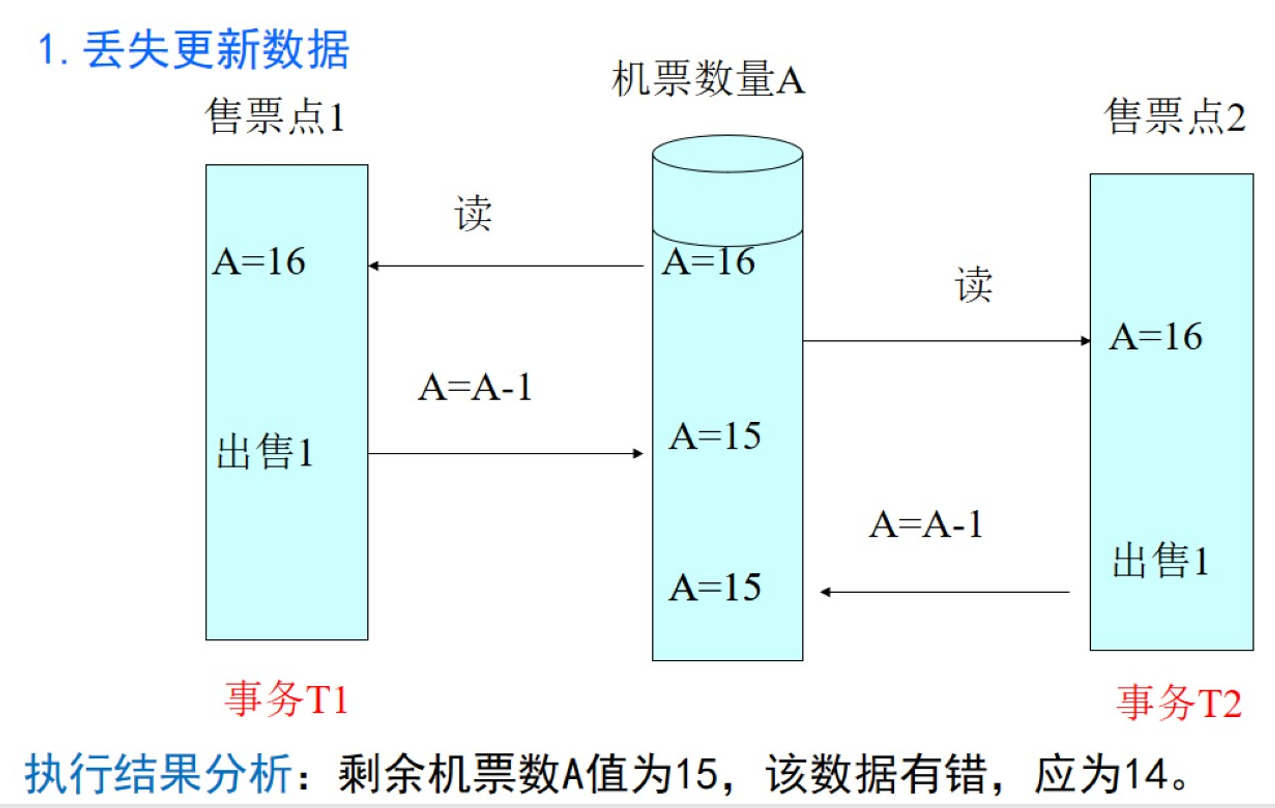 1. 丢失更新数据
机票数量A
售票点1
售票点2
读
A=16
A=16
读
A=16
A=A-1
A=15
出售1
A=A-1
出售1
A=15
事务T1
事务T2
执行结果分析：剩余机票数A值为15，该数据有错，应为14。